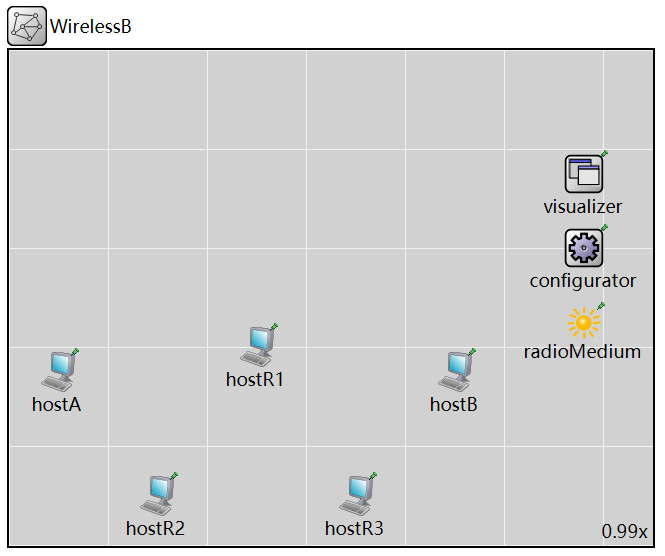 WirelessB
visualizer
configurator
radioMedium
hostR1
hostA
hostB
hostR2
hostR3
0.99x